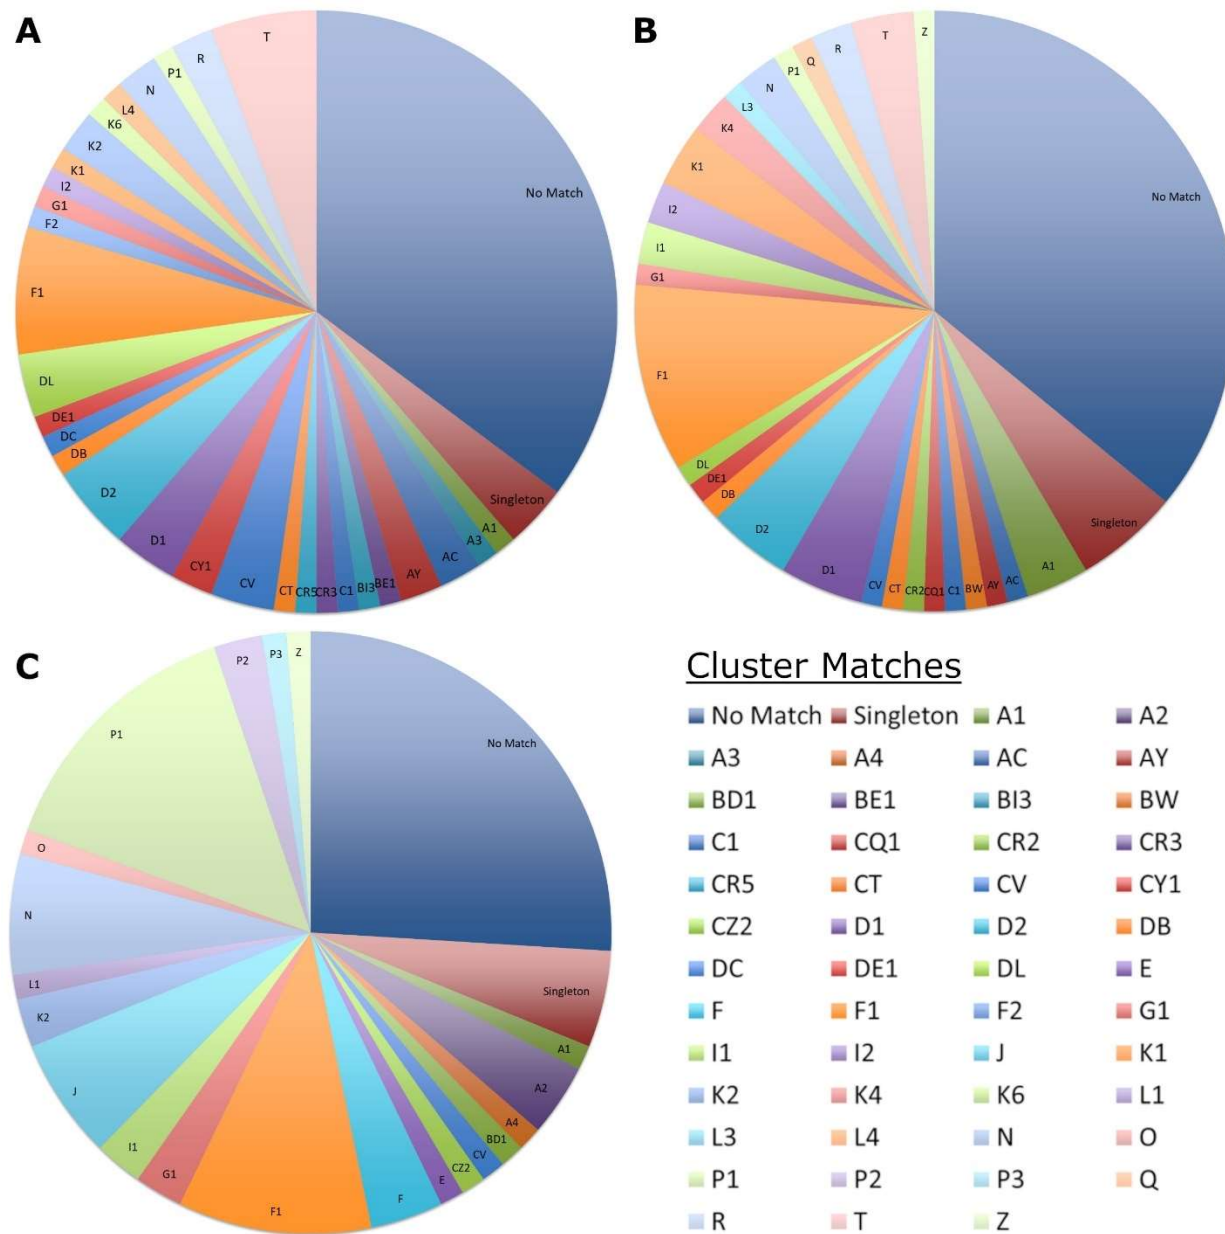 A
No Match
Singleton
A1
A3
AC
AY
BE1
BI3
C1
CR3
CR5
CT
CV
CY1
D1
D2
DB
DC
DE1
DL
F1
F2
G1
I2
K1
K2
K6
L4
N
P1
R
T
B
No Match
Singleton
A1
AC
AY
BW
C1
CQ1
CR2
CT
CV
D1
D2
DB
DE1
DL
F1
G1
I1
I2
K1
K4
L3
N
P1
Q
R
T
Z
C
No Match
Singleton
A1
A2
A4
BD1
CV
CZ2
E
F
F1
G1
I1
J
K2
L1
N
O
P1
P2
P3
Z
Cluster Matches
No Match Singleton A1 A2
A3 A4 AC AY
BD1 BE1 BI3 BW
C1 CQ1 CR2 CR3
CR5 CT CV CY1
CZ2 D1 D2 DB
DC DE1 DL E
F F1 F2 G1
I1 I2 J K1
K2 K4 K6 L1
L3 L4 N O
P1 P2 P3 Q
R T Z